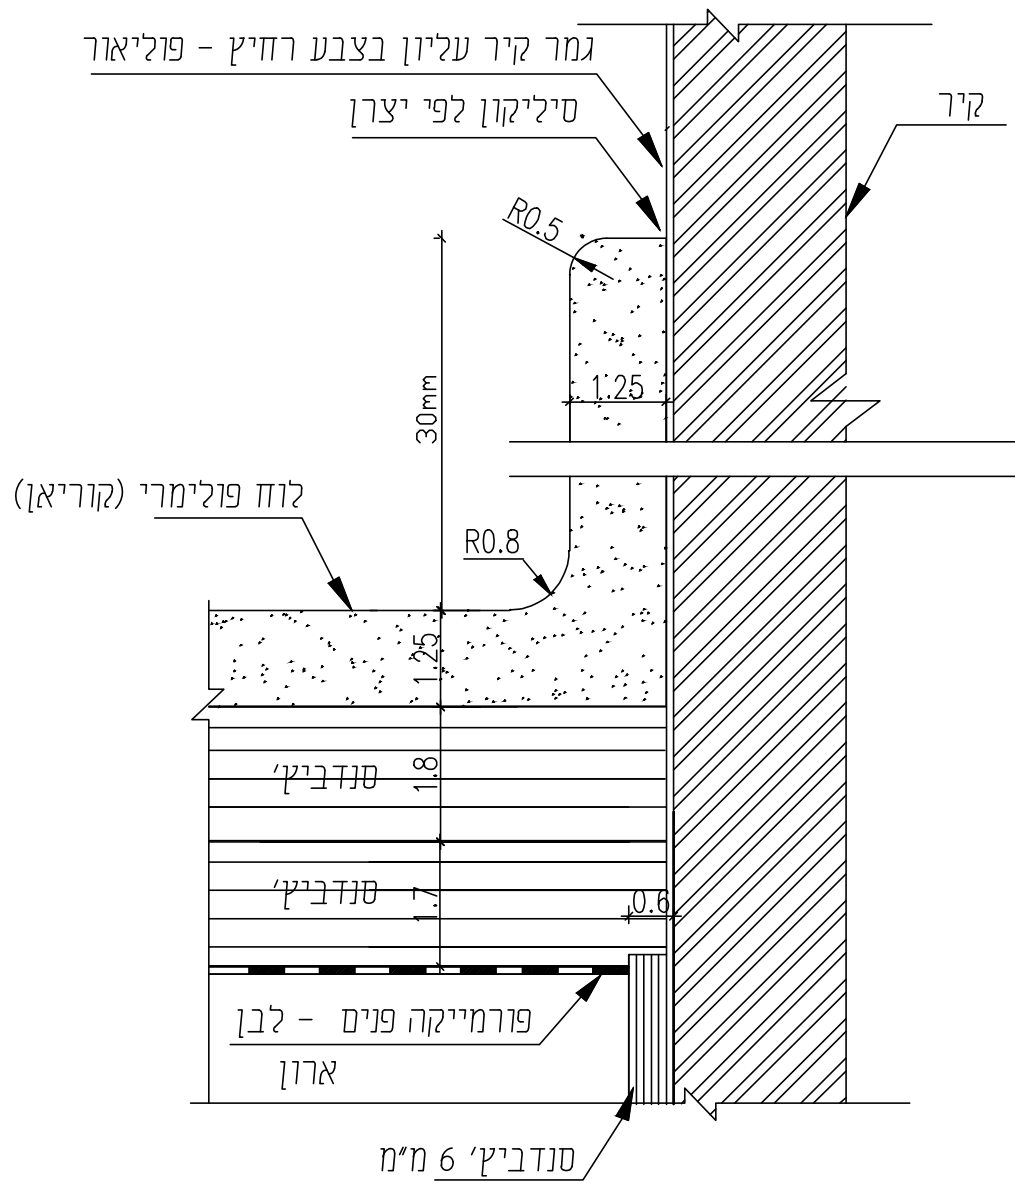 גמר קיר עליון בצבע רחיץ - פוליאור
קיר
סיליקון לפי יצרן
R0.5
1.25
30mm
לוח פולימרי (קוריאן)
R0.8
1.25
סנדביץ'
1.8
סנדביץ'
1.7
0.6
פורמייקה פנים - לבן
ארון
סנדביץ' 6 מ"מ